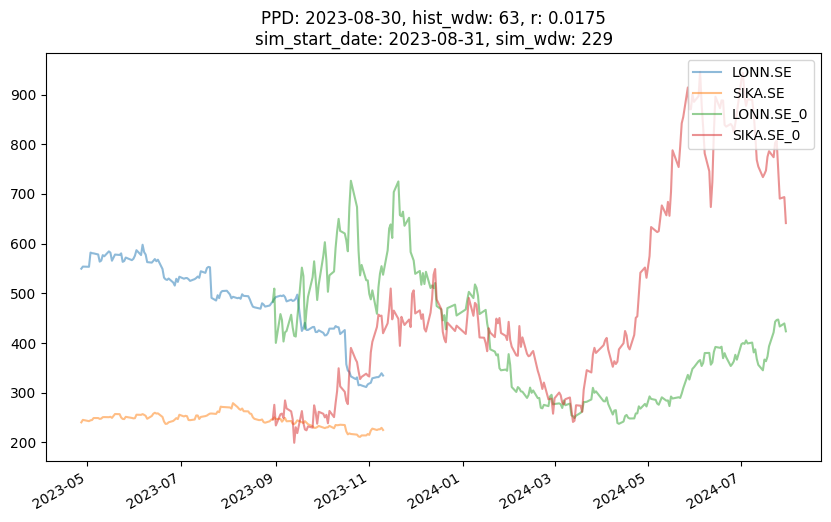 PPD: 2023-08-30, hist_wdw: 63, r: 0.0175
sim_start_date: 2023-08-31, sim_wdw: 229
LONN.SE
SIKA.SE
LONN.SE_0
SIKA.SE_0
900
800
700
600
500
400
300
200
2023-05
2023-07
2023-09
2023-11
2024-01
2024-03
2024-05
2024-07